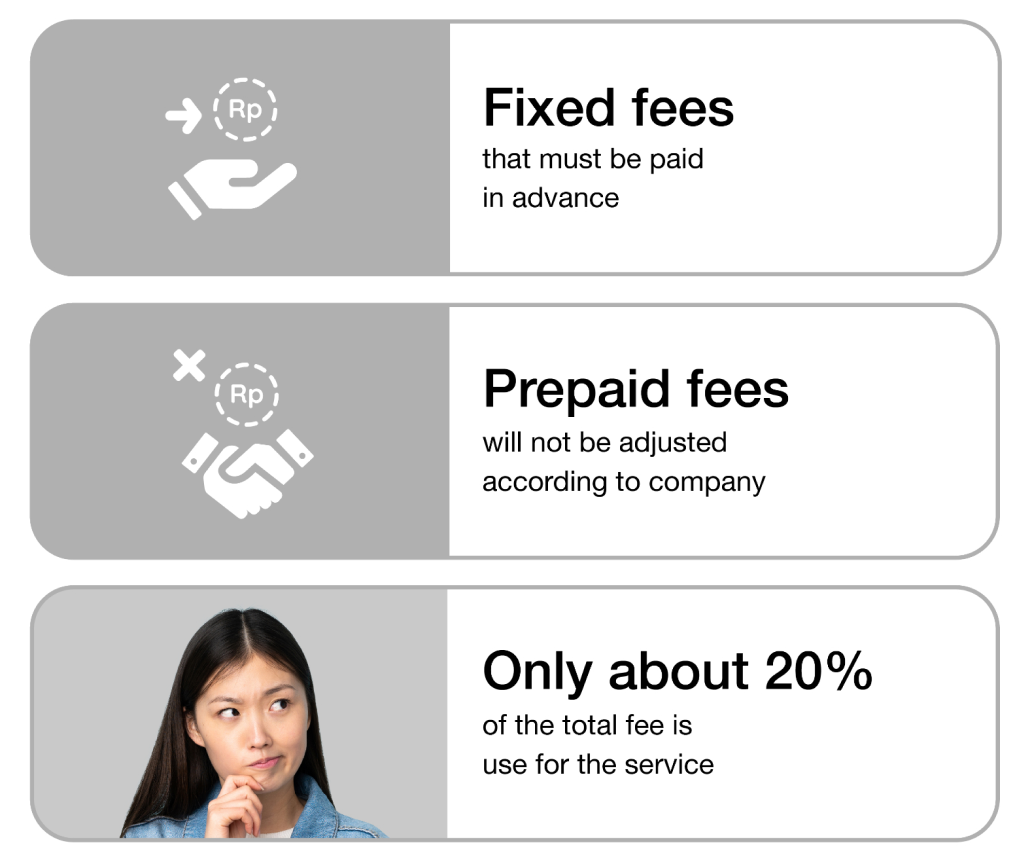 Rp
Fixed fees
that must be paid
in advance
Rp
Prepaid fees
will not be adjusted
according to company
Only about 20%
of the total fee is
use for the service